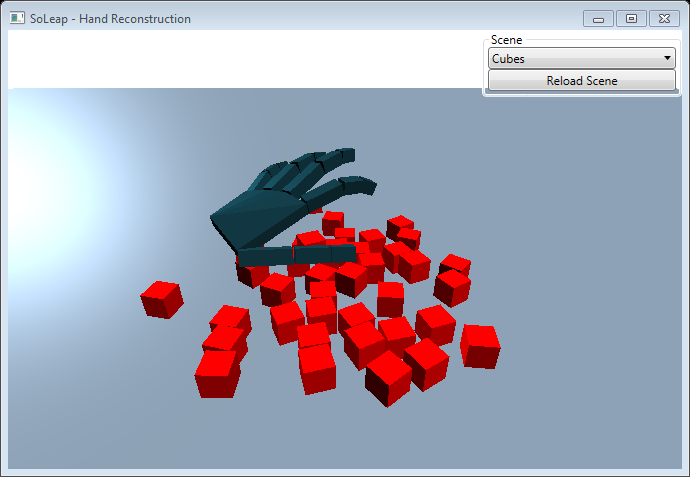 SoLeap - Hand Reconstruction
Scene
Cubes
Reload Scene